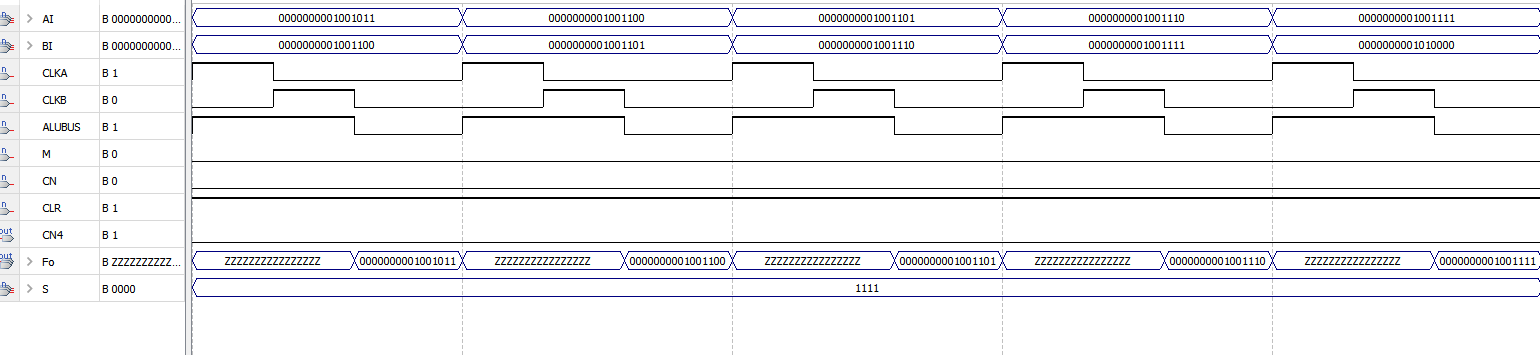 AI B 0000000000... 0000000001001011 0000000001001100 0000000001001101 0000000001001110 0000000001001111
BI B 0000000000... 0000000001001100 0000000001001101 0000000001001110 0000000001001111 0000000001010000
CLKA B 1
CLKB B 0
ALUBUS B 1
M B 0
CN B 0
CLR B 1
CN4 B 1
Fo B ZZZZZZZZZZ... ZZZZZZZZZZZZZZZZ 0000000001001011 ZZZZZZZZZZZZZZZZ 0000000001001100 ZZZZZZZZZZZZZZZZ 0000000001001101 ZZZZZZZZZZZZZZZZ 0000000001001110 ZZZZZZZZZZZZZZZZ 0000000001001111
S B 0000 1111